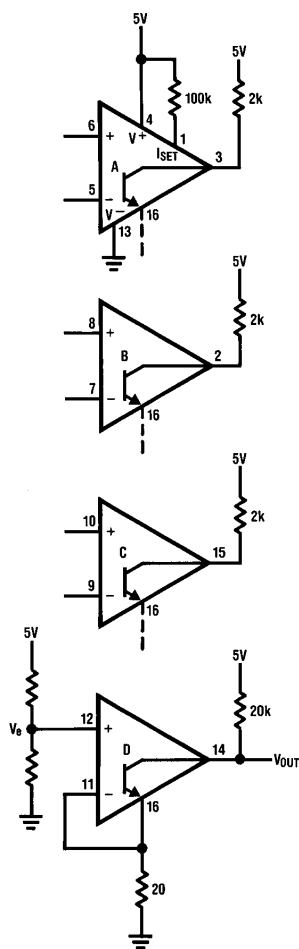 5V
5V
100k
2k
4
6
+
V+
1
ISET
3
A
5
−
V−
16
13
5V
2k
8
+
B
2
7
−
16
5V
2k
10
+
C
15
9
−
16
5V
5V
20k
Ve
12
+
D
14
VOUT
11
−
16
20